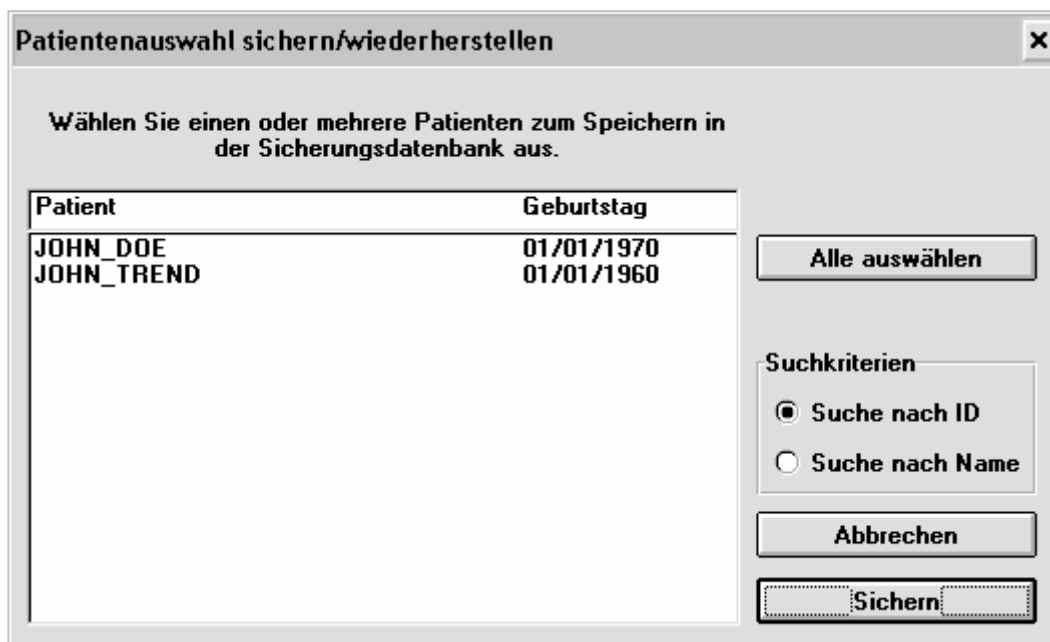 Patientenauswahl sichern/wiederherstellen
Wählen Sie einen oder mehrere Patienten zum Speichern in
der Sicherungsdatenbank aus.
Patient Geburtstag
JOHN_DOE 01/01/1970
JOHN_TREND 01/01/1960
Alle auswählen
Suchkriterien
Suche nach ID
Suche nach Name
Abbrechen
Sichern